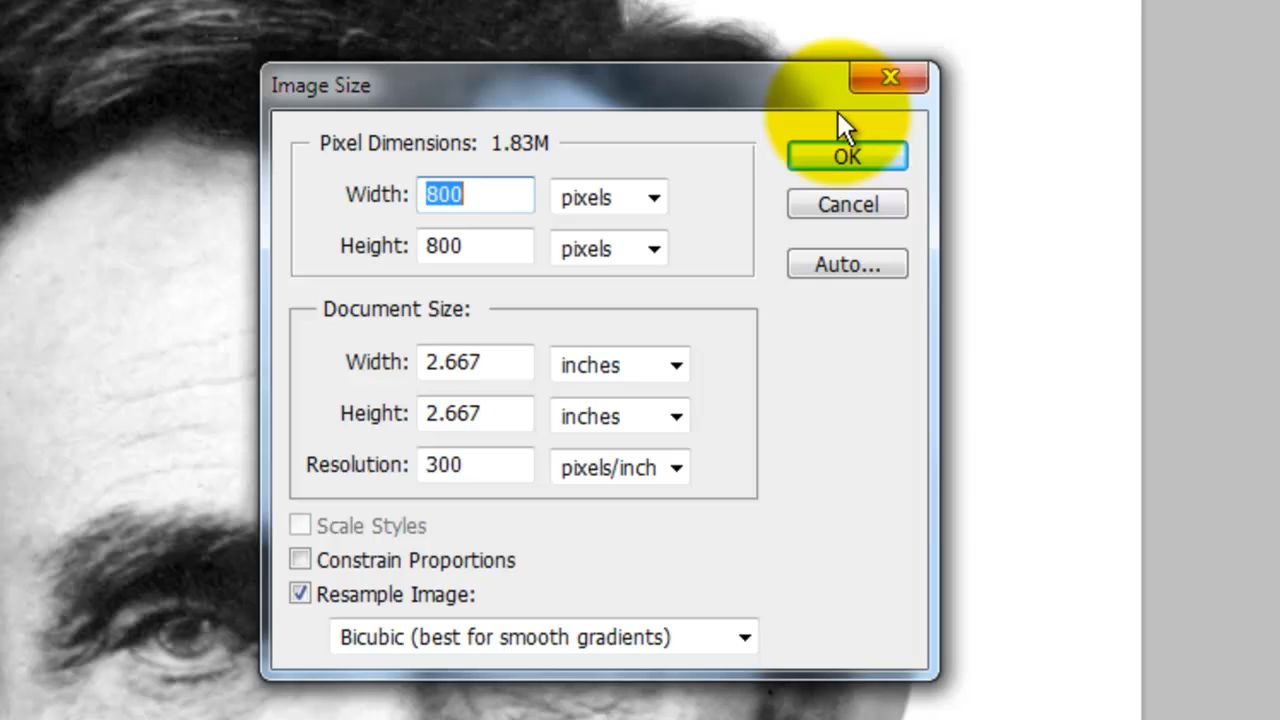 Image Size
Pixel Dimensions: 1.83M
Width: 800 pixels
Height: 800 pixels
OK
Cancel
Auto...
Document Size:
Width: 2.667 inches
Height: 2.667 inches
Resolution: 300 pixels/inch
Scale Styles
Constrain Proportions
Resample Image:
Bicubic (best for smooth gradients)